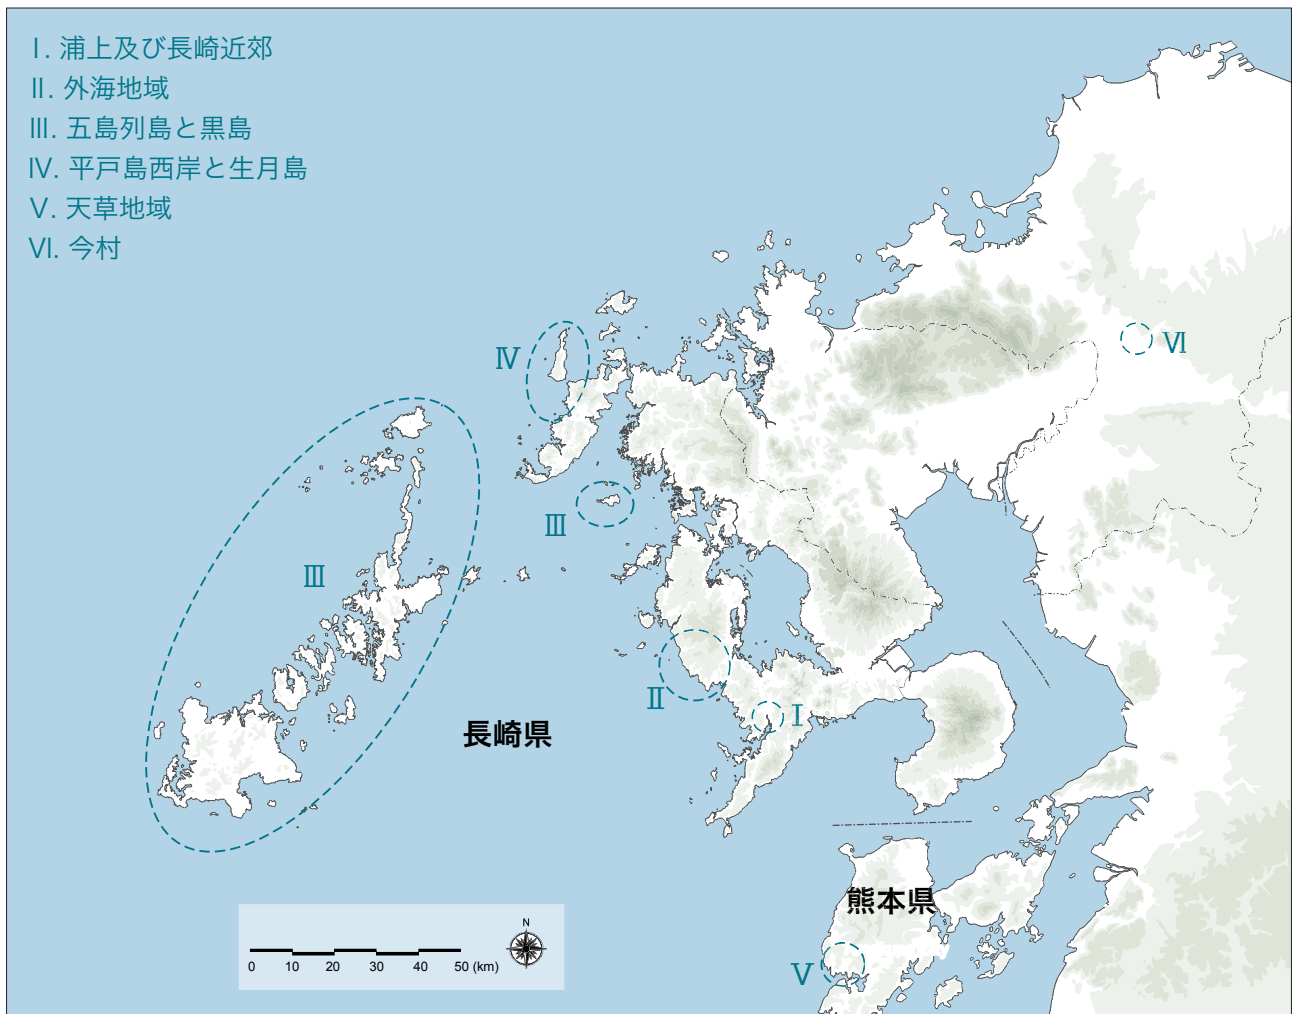 Ⅰ. 浦上及び長崎近郊
Ⅱ. 外海地域
Ⅲ. 五島列島と黒島
Ⅳ. 平戸島西岸と生月島
Ⅴ. 天草地域
Ⅵ. 今村
Ⅳ
Ⅵ
Ⅲ
Ⅲ
Ⅱ
Ⅰ
長崎県
熊本県
Ⅴ
N
0 10 20 30 40 50 (km)